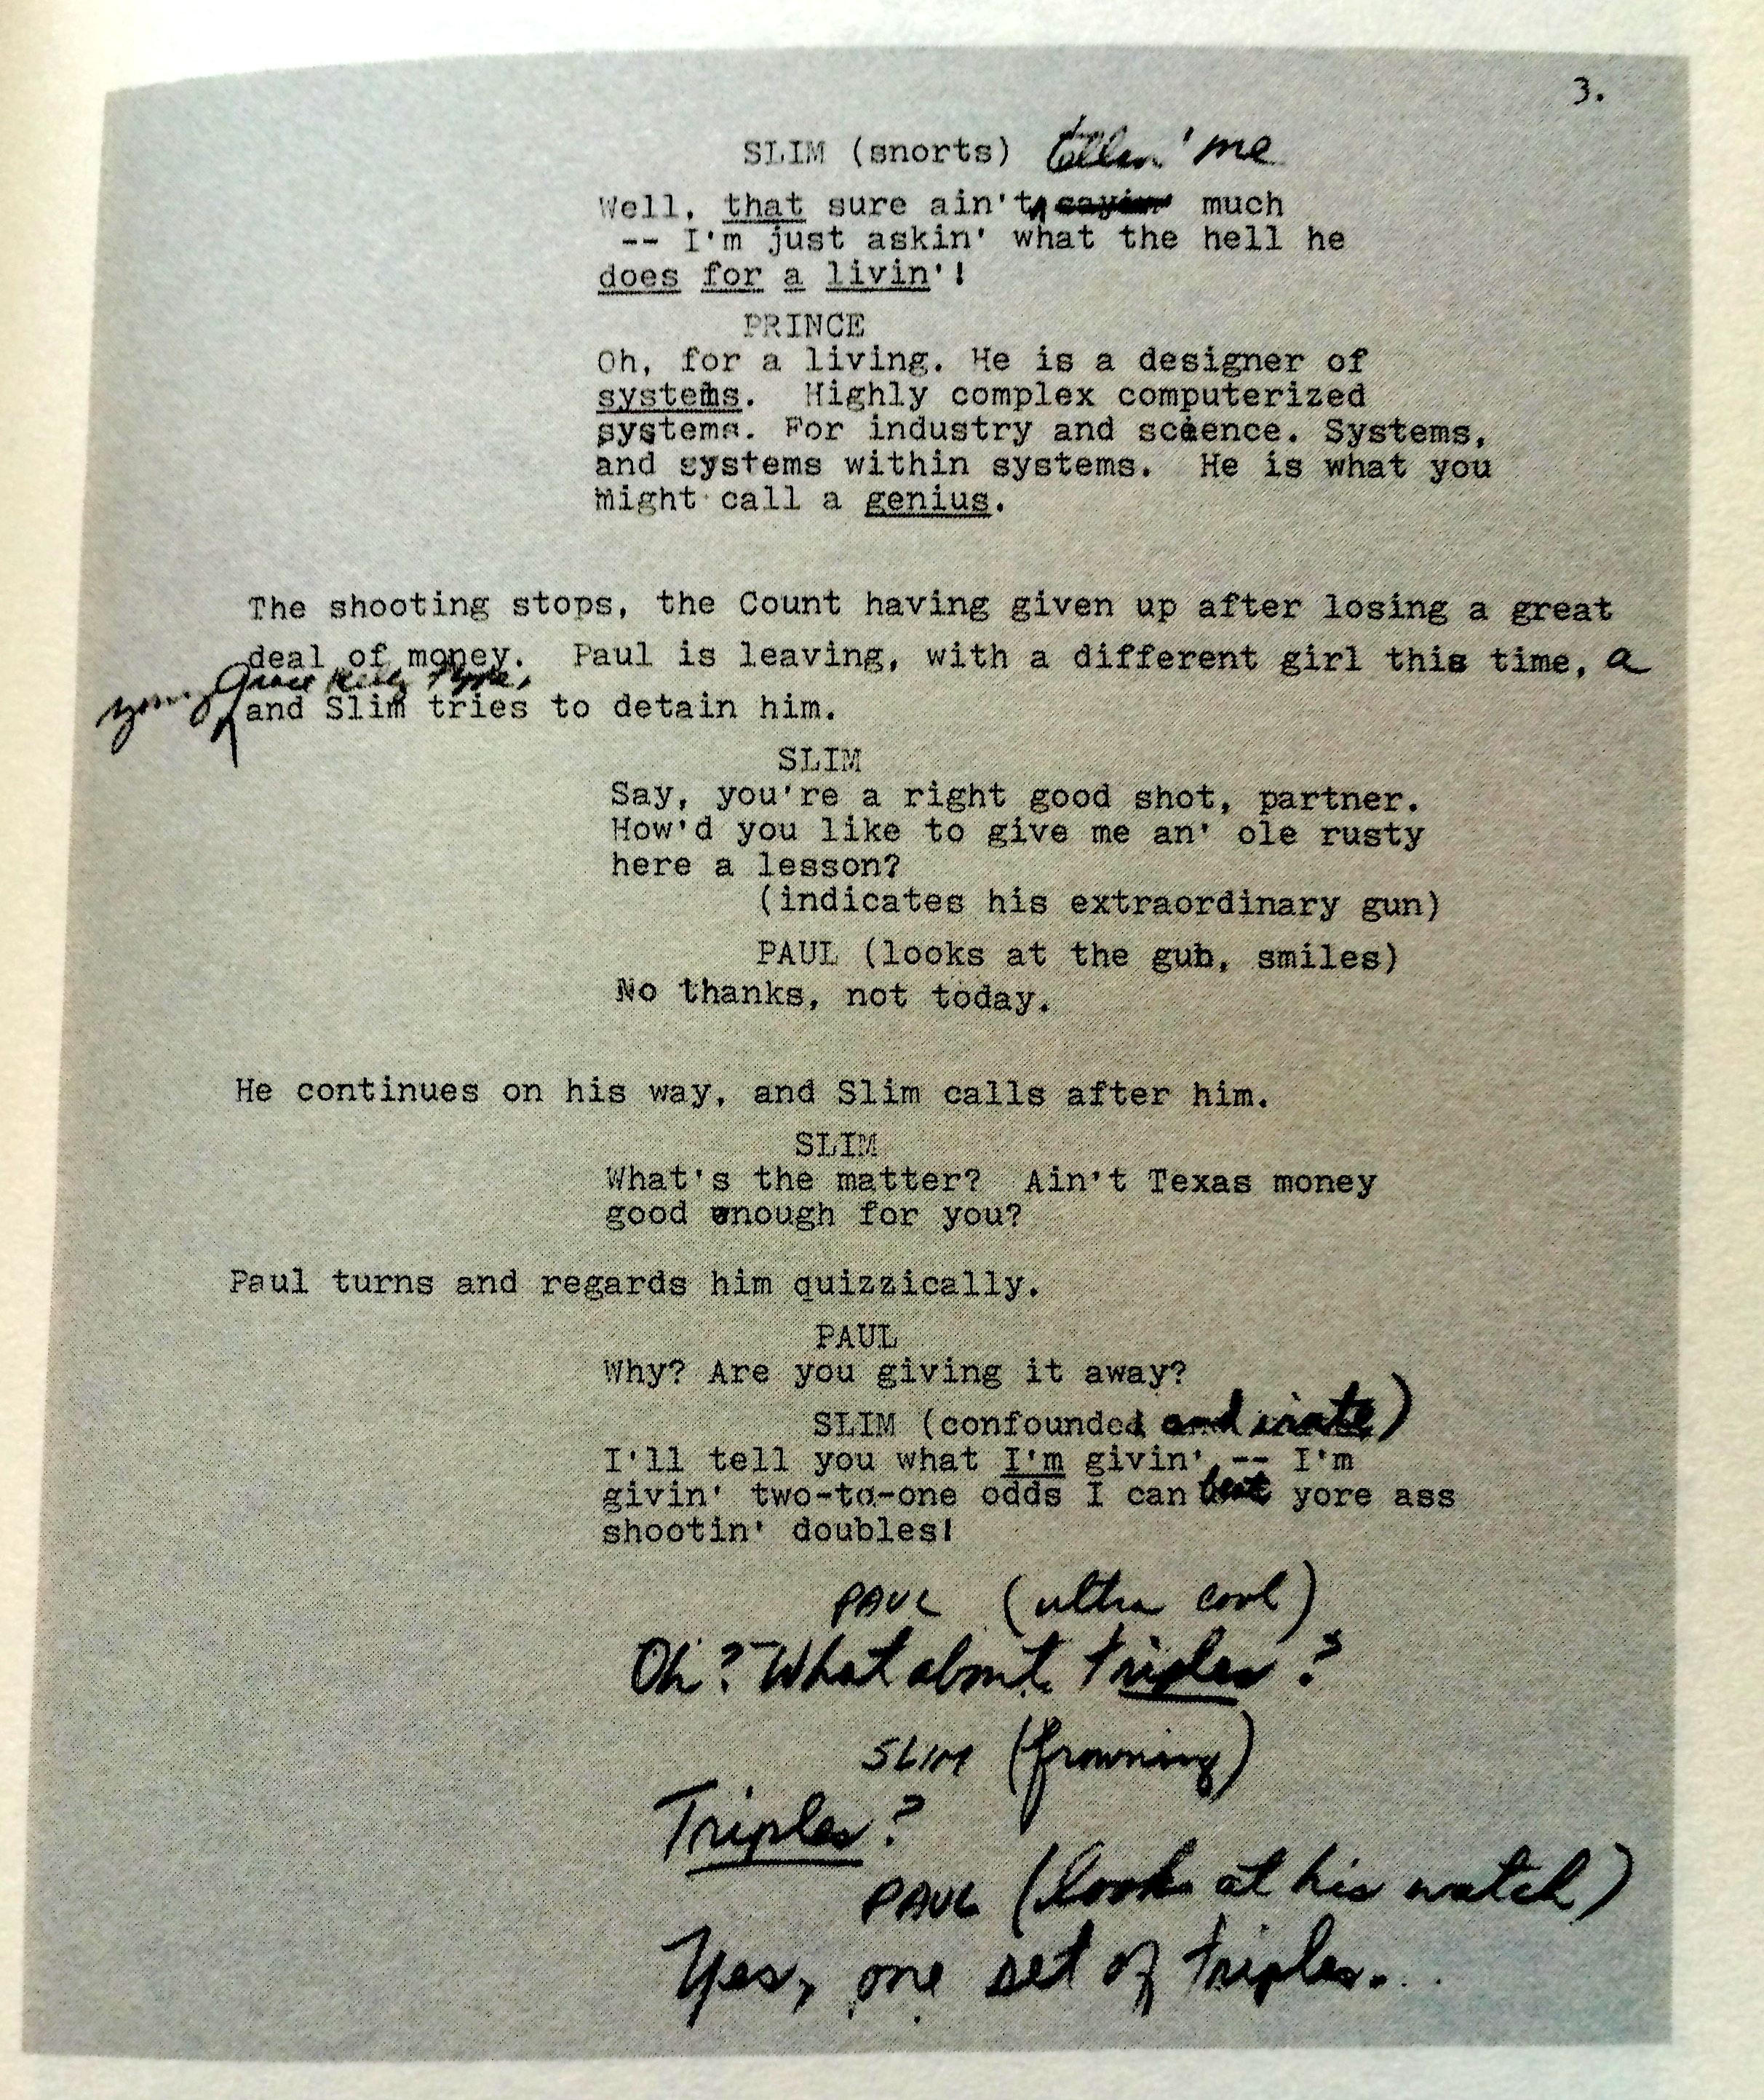 3.
SLIM (snorts) tellin' me
Well, that sure ain't sayin' much
-- I'm just askin' what the hell he
does for a livin'!
PRINCE
Oh, for a living. He is a designer of
systems. Highly complex computerized
systems. For industry and science. Systems,
and systems within systems. He is what you
might call a genius.
The shooting stops, the Count having given up after losing a great
deal of money. Paul is leaving, with a different girl this time, a
young Grace Kelly type,
and Slim tries to detain him.
SLIM
Say, you're a right good shot, partner.
How'd you like to give me an' ole rusty
here a lesson?
(indicates his extraordinary gun)
PAUL (looks at the gun, smiles)
No thanks, not today.
He continues on his way, and Slim calls after him.
SLIM
What's the matter? Ain't Texas money
good enough for you?
Paul turns and regards him quizzically.
PAUL
Why? Are you giving it away?
SLIM (confounded and irate)
I'll tell you what I'm givin' -- I'm
givin' two-to-one odds I can beat yore ass
shootin' doubles!
PAUL (ultra cool)
Oh? What about triples?
SLIM (frowning)
Triples?
PAUL (look at his watch)
Yes, one set of triples...